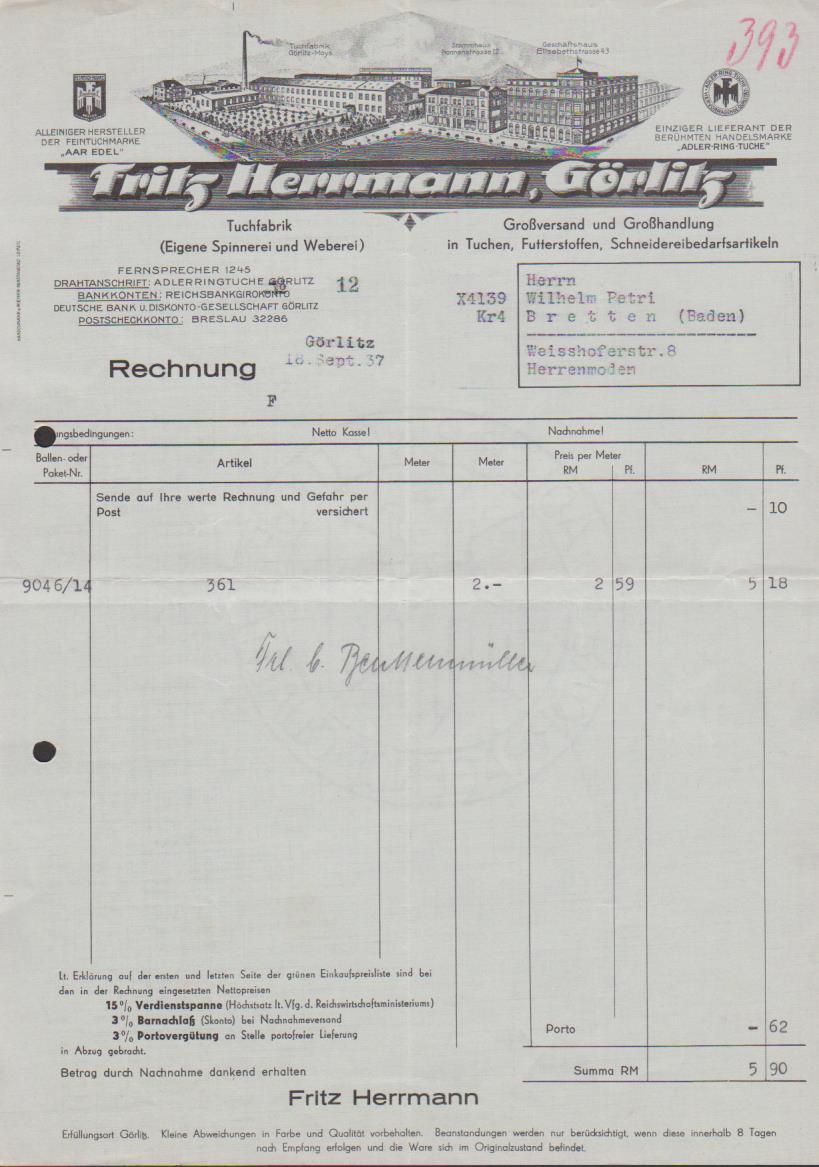 393
Tuchfabrik
Görlitz-Moys
Stammhaus
Geschäftshaus
Elisabethstrasse 43
ALLEINIGER HERSTELLER
DER FEINTUCHMARKE
„AAR EDEL"
EINZIGER LIEFERANT DER
BERÜHMTEN HANDELSMARKE
„ADLER-RING-TUCHE"
Fritz Herrmann, Görlitz
Tuchfabrik
(Eigene Spinnerei und Weberei)
Großversand und Großhandlung
in Tuchen, Futterstoffen, Schneidereibedarfsartikeln
FERNSPRECHER 1245
DRAHTANSCHRIFT: ADLERRINGTUCHE GÖRLITZ
BANKKONTEN: REICHSBANKGIROKONTO 12
DEUTSCHE BANK U. DISKONTO-GESELLSCHAFT GÖRLITZ
POSTSCHECKKONTO: BRESLAU 32286
X4139
Kr4
Herrn
Wilhelm Petri
Bretten (Baden)
Weisshoferstr.8
Herrenmoden
Görlitz
18. Sept. 37
Rechnung
F
ungsbedingungen: Netto Kasse! Nachnahme!
Ballen- oder Paket-Nr. Artikel Meter Meter Preis per Meter RM Pf. RM Pf.
Sende auf Ihre werte Rechnung und Gefahr per
Post versichert – 10
9046/14 361 2.- 2 59 5 18
Frl. b.
Lt. Erklärung auf der ersten und letzten Seite der grünen Einkaufspreisliste sind bei
den in der Rechnung eingesetzten Nettopreisen
15% Verdienstspanne (Höchstsatz lt. Vfg. d. Reichswirtschaftsministeriums)
3% Barnachlaß (Skonto) bei Nachnahmeversand
3% Portovergütung an Stelle portofreier Lieferung
in Abzug gebracht.
Porto – 62
Betrag durch Nachnahme dankend erhalten
Summa RM 5 90
Fritz Herrmann
Erfüllungsort Görlitz. Kleine Abweichungen in Farbe und Qualität vorbehalten. Beanstandungen werden nur berücksichtigt, wenn diese innerhalb 8 Tagen
nach Empfang erfolgen und die Ware sich im Originalzustand befindet.